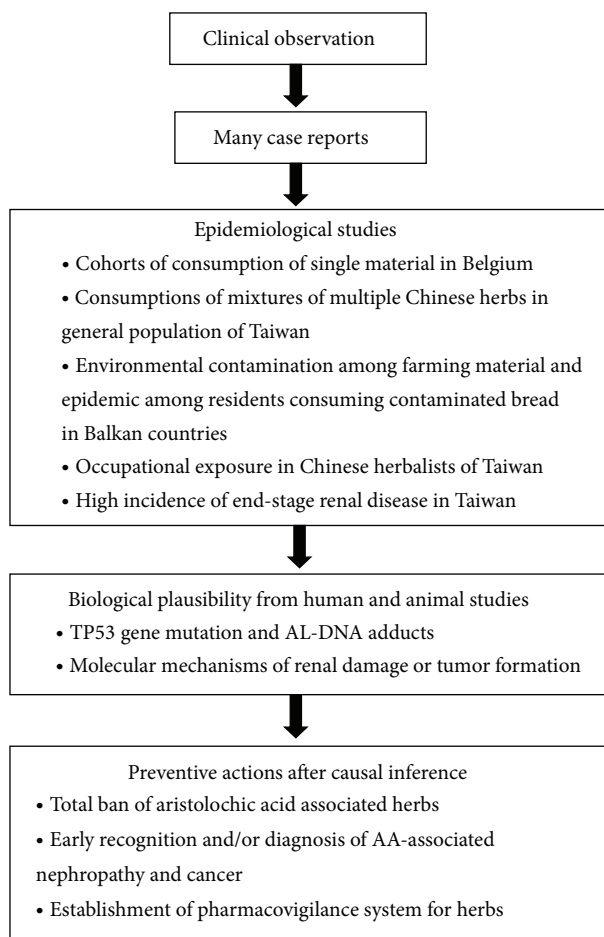 Clinical observation
Many case reports
Epidemiological studies
• Cohorts of consumption of single material in Belgium
• Consumptions of mixtures of multiple Chinese herbs in
general population of Taiwan
• Environmental contamination among farming material and
epidemic among residents consuming contaminated bread
in Balkan countries
• Occupational exposure in Chinese herbalists of Taiwan
• High incidence of end-stage renal disease in Taiwan
Biological plausibility from human and animal studies
• TP53 gene mutation and AL-DNA adducts
• Molecular mechanisms of renal damage or tumor formation
Preventive actions after causal inference
• Total ban of aristolochic acid associated herbs
• Early recognition and/or diagnosis of AA-associated
nephropathy and cancer
• Establishment of pharmacovigilance system for herbs